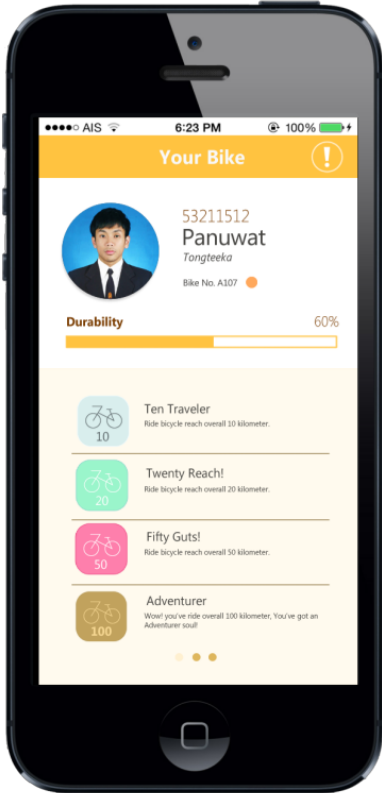 AIS 6:23 PM 100%
Your Bike !
53211512
Panuwat
Tongteeka
Bike No. A107
Durability 60%
10
Ten Traveler
Ride bicycle reach overall 10 kilometer.
20
Twenty Reach!
Ride bicycle reach overall 20 kilometer.
50
Fifty Guts!
Ride bicycle reach overall 50 kilometer.
100
Adventurer
Wow! you've ride overall 100 kilometer, You've got an
Adventurer soul!